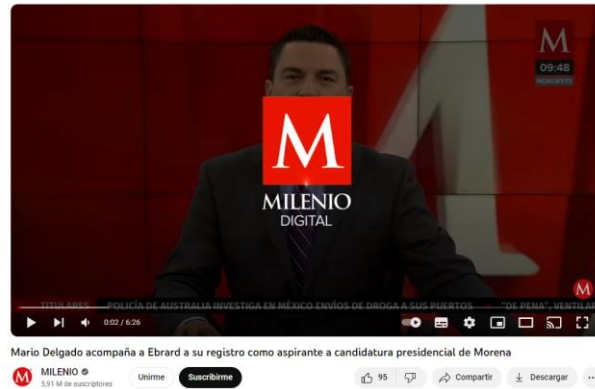 M
09:48
NOROESTE
M
MILENIO
DIGITAL
M
TITULARES POLICÍA DE AUSTRALIA INVESTIGA EN MÉXICO ENVÍOS DE DROGA A SUS PUERTOS "DE PENA", VENTILAR
0:02 / 6:26
Mario Delgado acompaña a Ebrard a su registro como aspirante a candidatura presidencial de Morena
M MILENIO
5,91 M de suscriptores
Unirme
Suscribirme
95
Compartir
Descargar